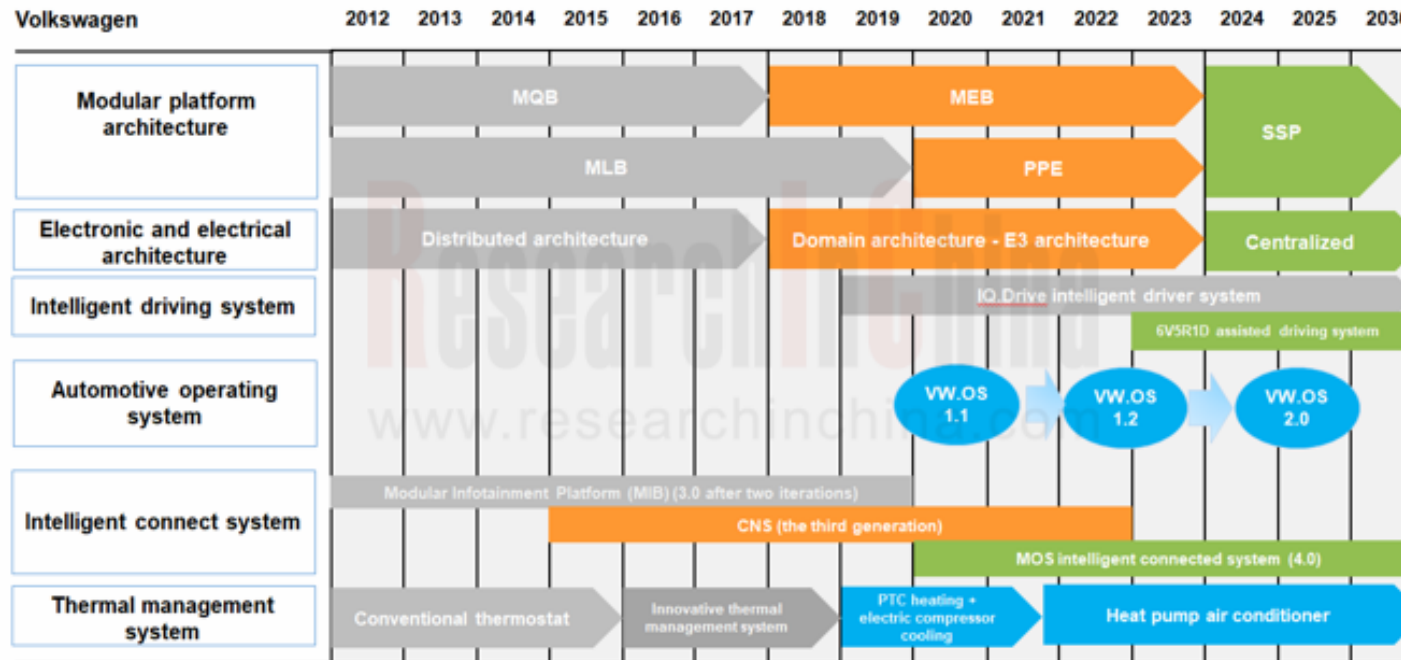 Volkswagen 2012 2013 2014 2015 2016 2017 2018 2019 2020 2021 2022 2023 2024 2025 2030
Modular platform
architecture
MQB
MEB
SSP
MLB
PPE
Electronic and electrical
architecture
Distributed architecture
Domain architecture - E3 architecture
Centralized
Intelligent driving system
IQ.Drive intelligent driver system
6V5R1D assisted driving system
ResearchInChina
www.researchinchina.com
Automotive operating
system
VW.OS
1.1
VW.OS
1.2
VW.OS
2.0
Intelligent connect system
Modular Infotainment Platform (MIB) (3.0 after two iterations)
CNS (the third generation)
MOS intelligent connected system (4.0)
Thermal management
system
Conventional thermostat
Innovative thermal
management system
PTC heating +
electric compressor
cooling
Heat pump air conditioner